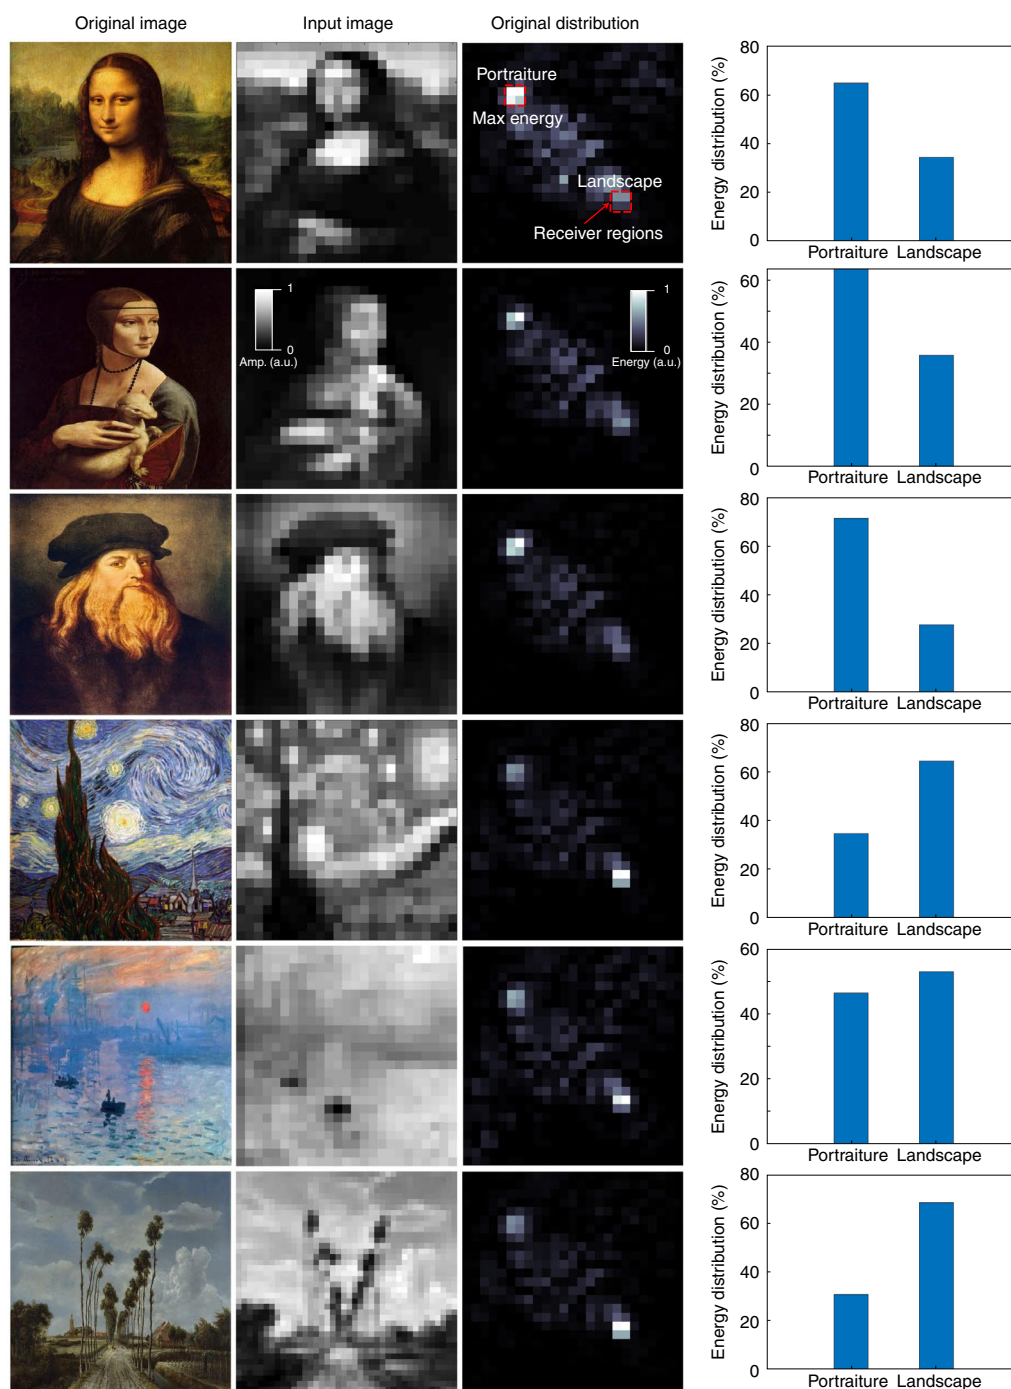 Original image
Input image
Original distribution
Portraiture
Max energy
Landscape
Receiver regions
Energy distribution (%)
80
60
40
20
0
Portraiture Landscape
1
0
Amp. (a.u.)
1
0
Energy (a.u.)
Energy distribution (%)
60
40
20
0
Portraiture Landscape
Energy distribution (%)
80
60
40
20
0
Portraiture Landscape
Energy distribution (%)
80
60
40
20
0
Portraiture Landscape
Energy distribution (%)
60
40
20
0
Portraiture Landscape
Energy distribution (%)
80
60
40
20
0
Portraiture Landscape